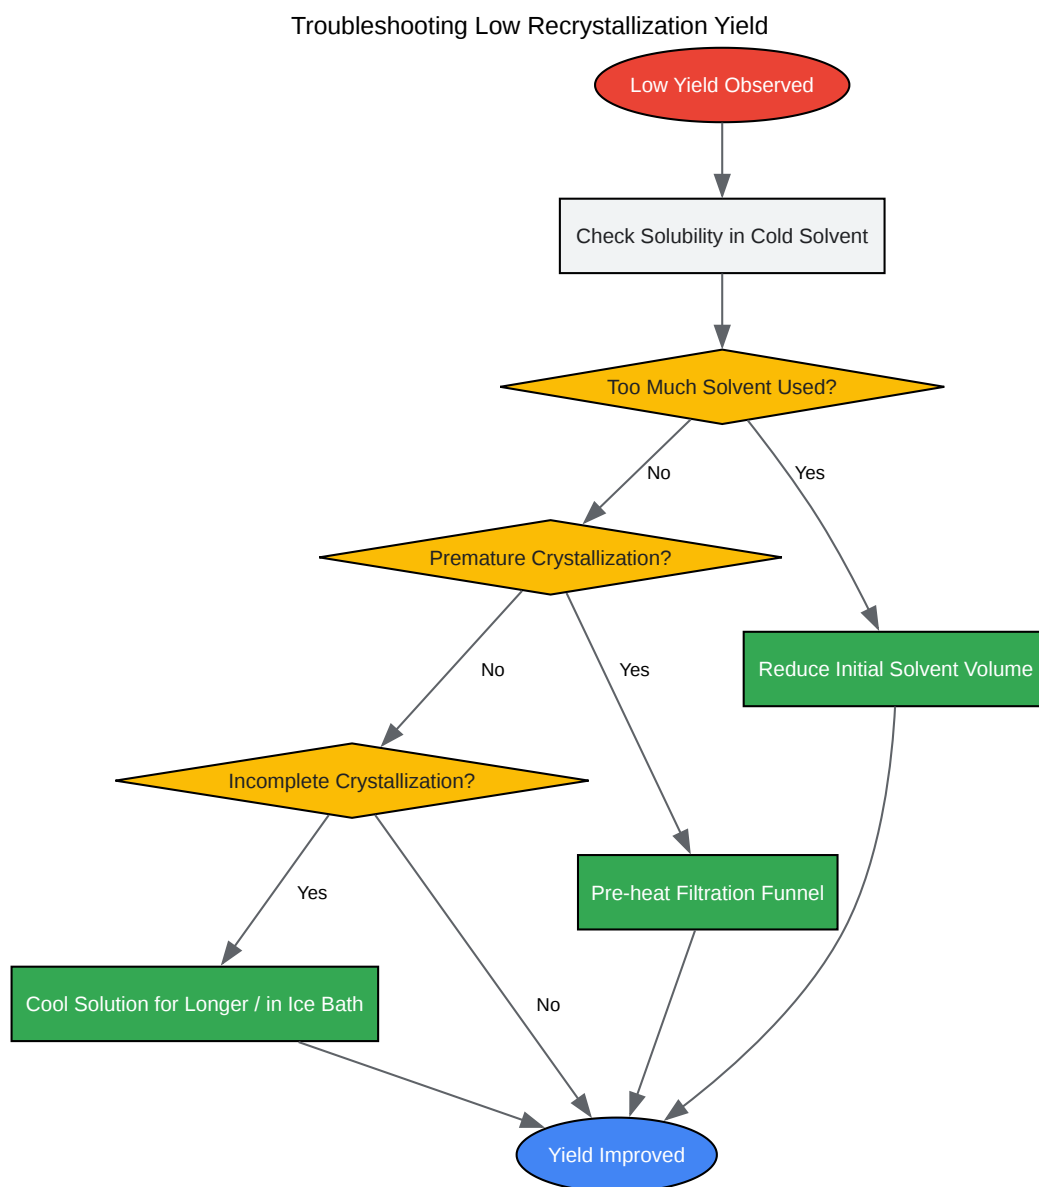 Troubleshooting Low Recrystallization Yield
Low Yield Observed
Check Solubility in Cold Solvent
Too Much Solvent Used?
No
Yes
Premature Crystallization?
No
Yes
Reduce Initial Solvent Volume
Incomplete Crystallization?
Yes
No
Pre-heat Filtration Funnel
Cool Solution for Longer / in Ice Bath
Yield Improved